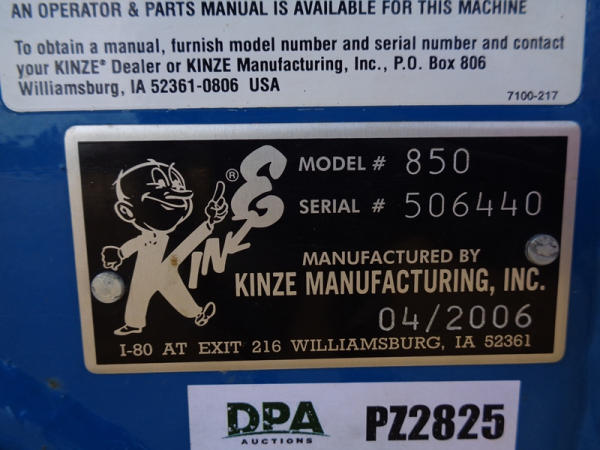 AN OPERATOR & PARTS MANUAL IS AVAILABLE FOR THIS MACHINE
To obtain a manual, furnish model number and serial number and contact
your KINZE® Dealer or KINZE Manufacturing, Inc., P.O. Box 806
Williamsburg, IA 52361-0806 USA
7100-217
KINZE®
MODEL # 850
SERIAL # 506440
MANUFACTURED BY
KINZE MANUFACTURING, INC.
04/2006
I-80 AT EXIT 216 WILLIAMSBURG, IA 52361
DPA
AUCTIONS
PZ2825